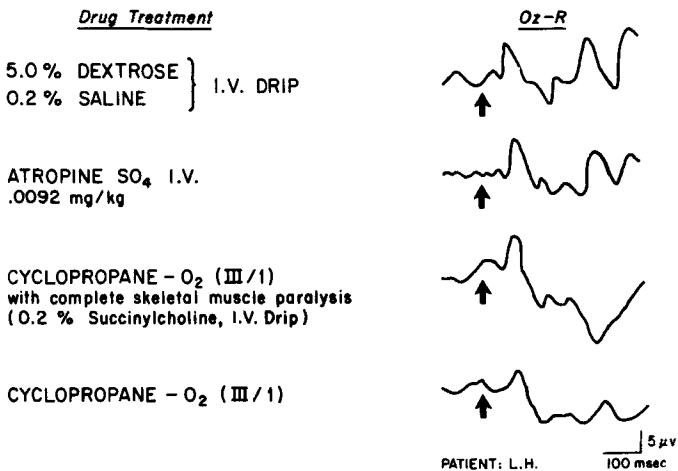 Drug Treatment
Oz-R
5.0 % DEXTROSE
0.2 % SALINE
I.V. DRIP
ATROPINE SO₄ I.V.
.0092 mg/kg
CYCLOPROPANE – O₂ (III/1)
with complete skeletal muscle paralysis
(0.2 % Succinylcholine, I.V. Drip)
CYCLOPROPANE – O₂ (III/1)
5 μv
100 msec
PATIENT: L.H.